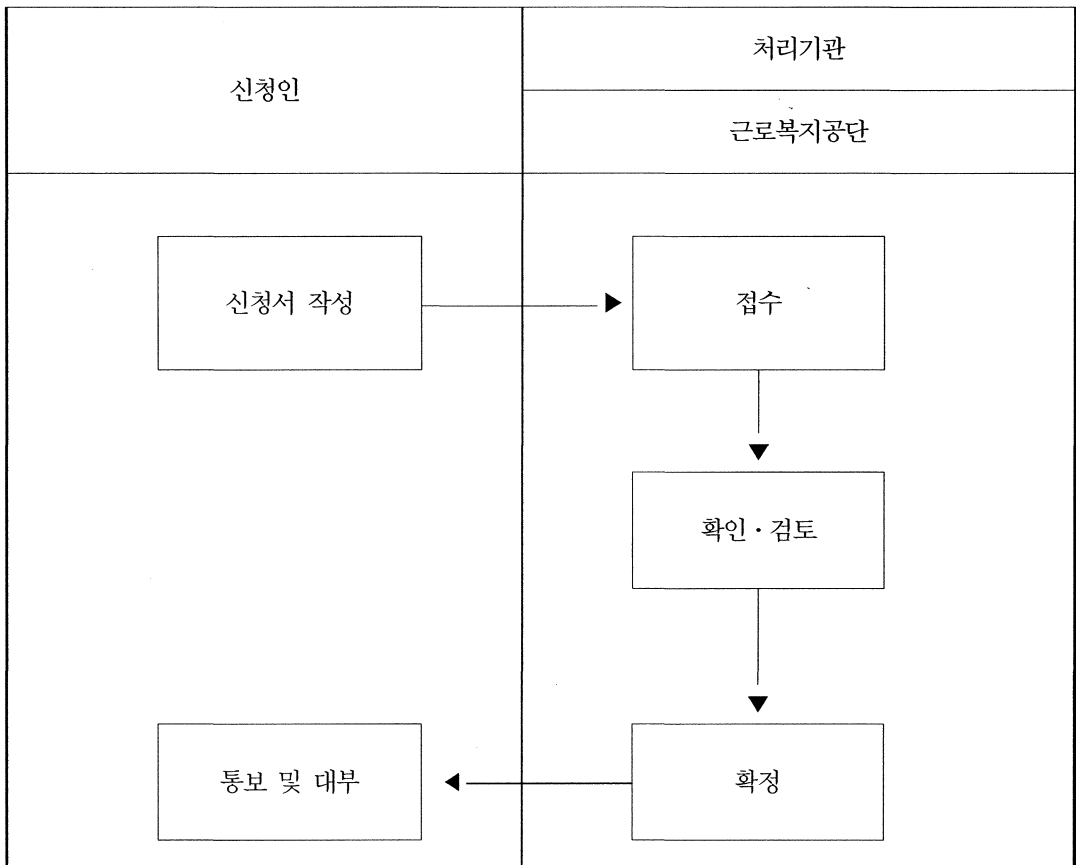 신청인
처리기관
근로복지공단
신청서 작성
접수
확인·검토
통보 및 대부
확정